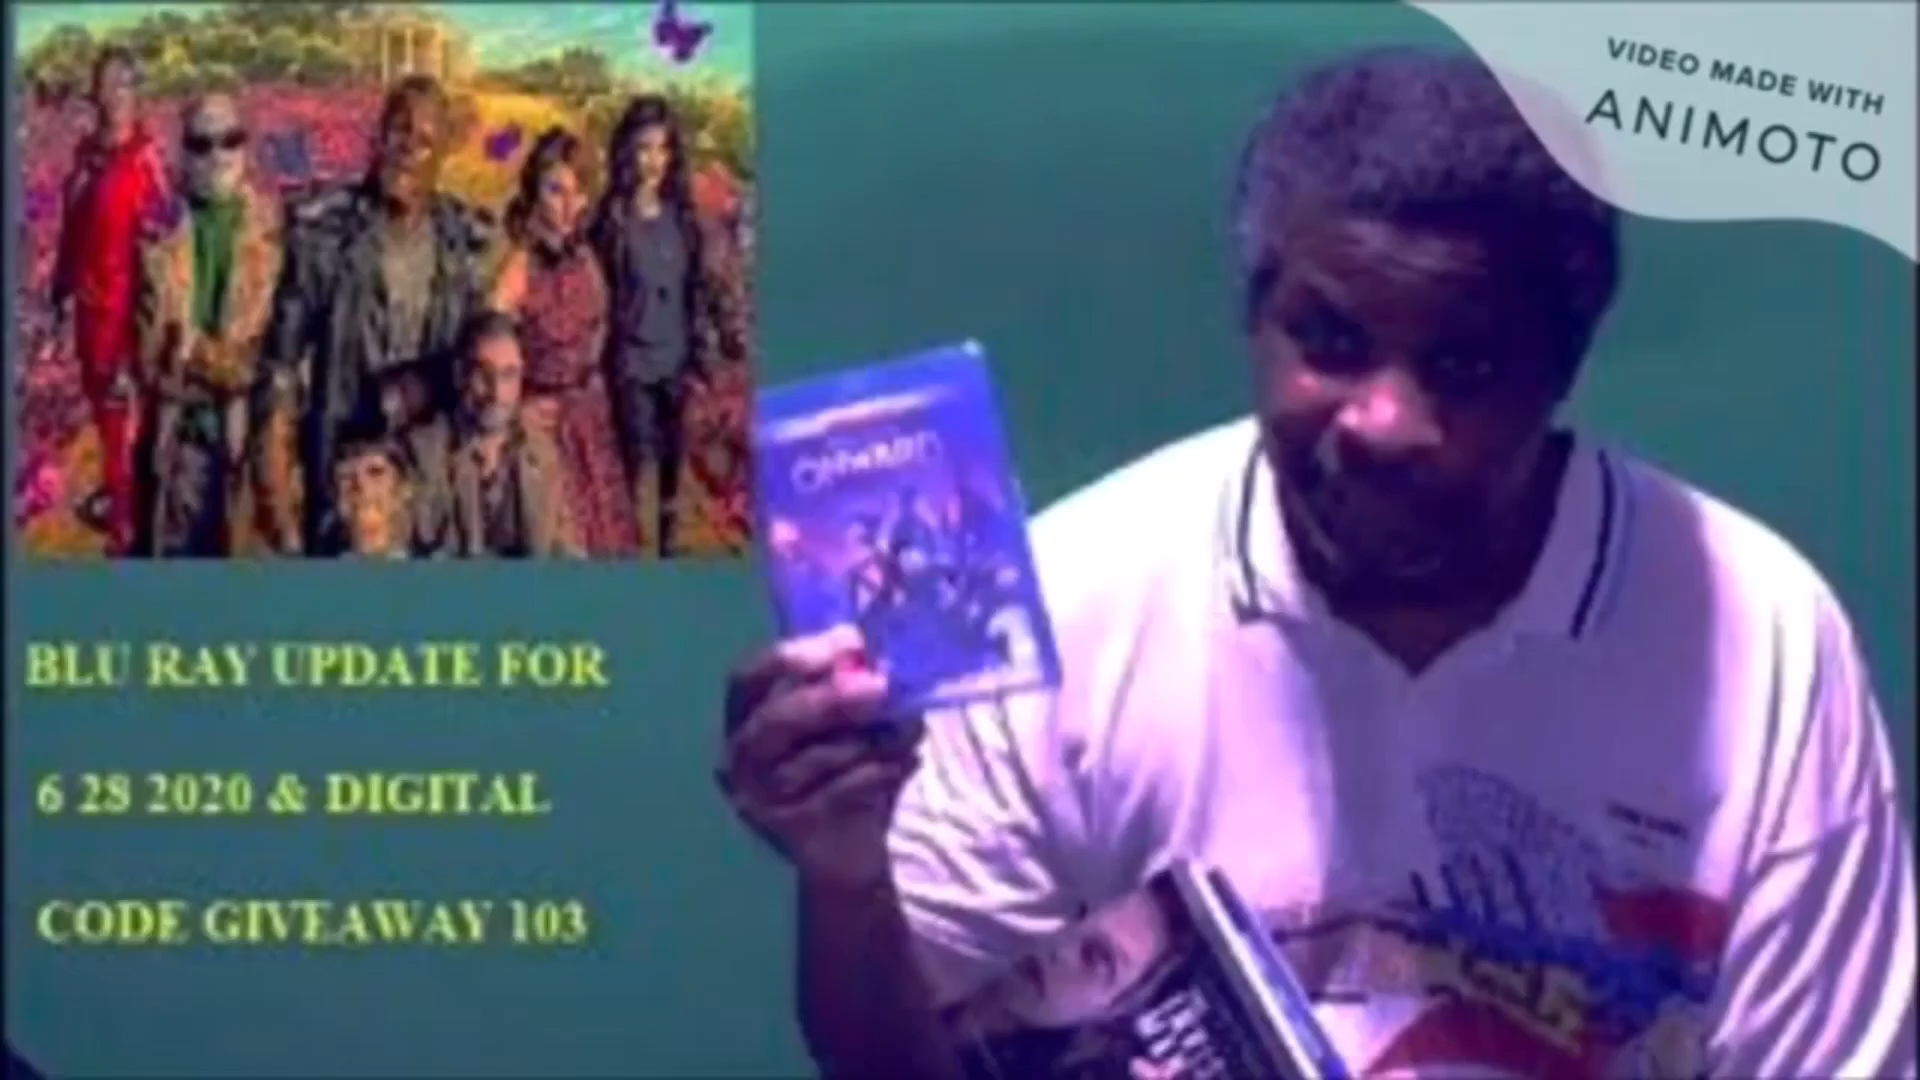 VIDEO MADE WITH
ANIMOTO
ONWARD
BLU RAY UPDATE FOR
6 28 2020 & DIGITAL
CODE GIVEAWAY 103